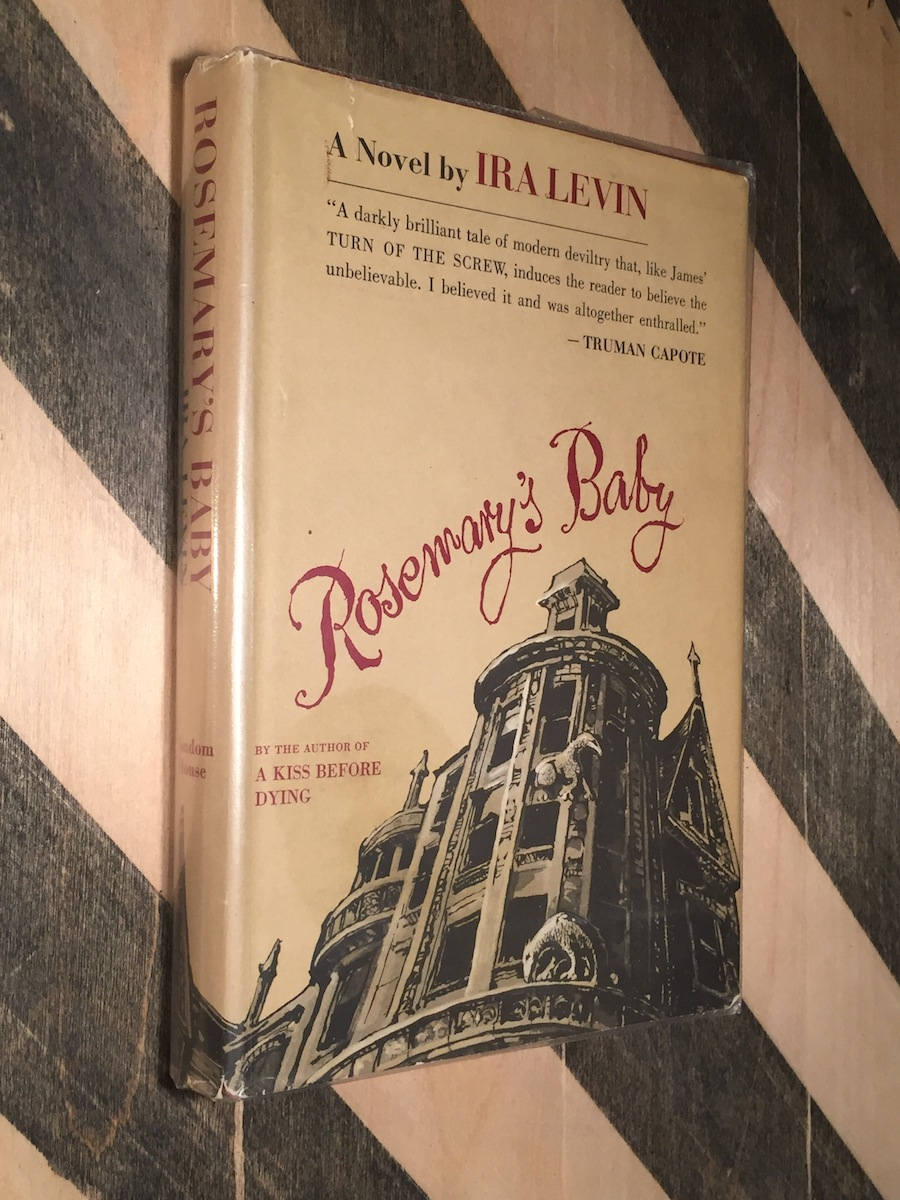 ROSEMARY'S BABY
A Novel by IRA LEVIN
“A darkly brilliant tale of modern deviltry that, like James’
TURN OF THE SCREW, induces the reader to believe the
unbelievable. I believed it and was altogether enthralled.”
— TRUMAN CAPOTE
Rosemary's Baby
BY THE AUTHOR OF
A KISS BEFORE
DYING